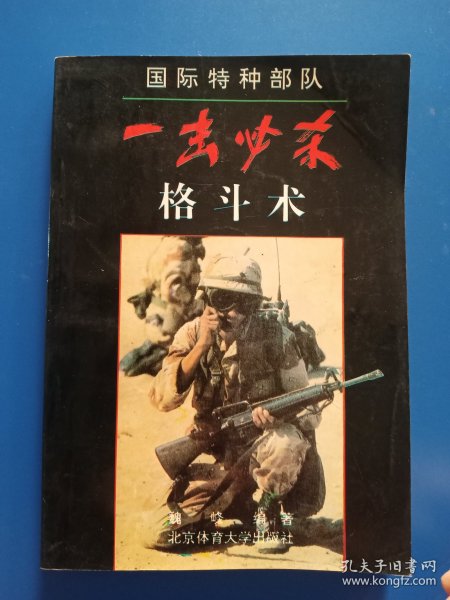 国际特种部队
一击必杀
格斗术
魏峰 编著
北京体育大学出版社
孔夫子旧书网
www.kongfz.com